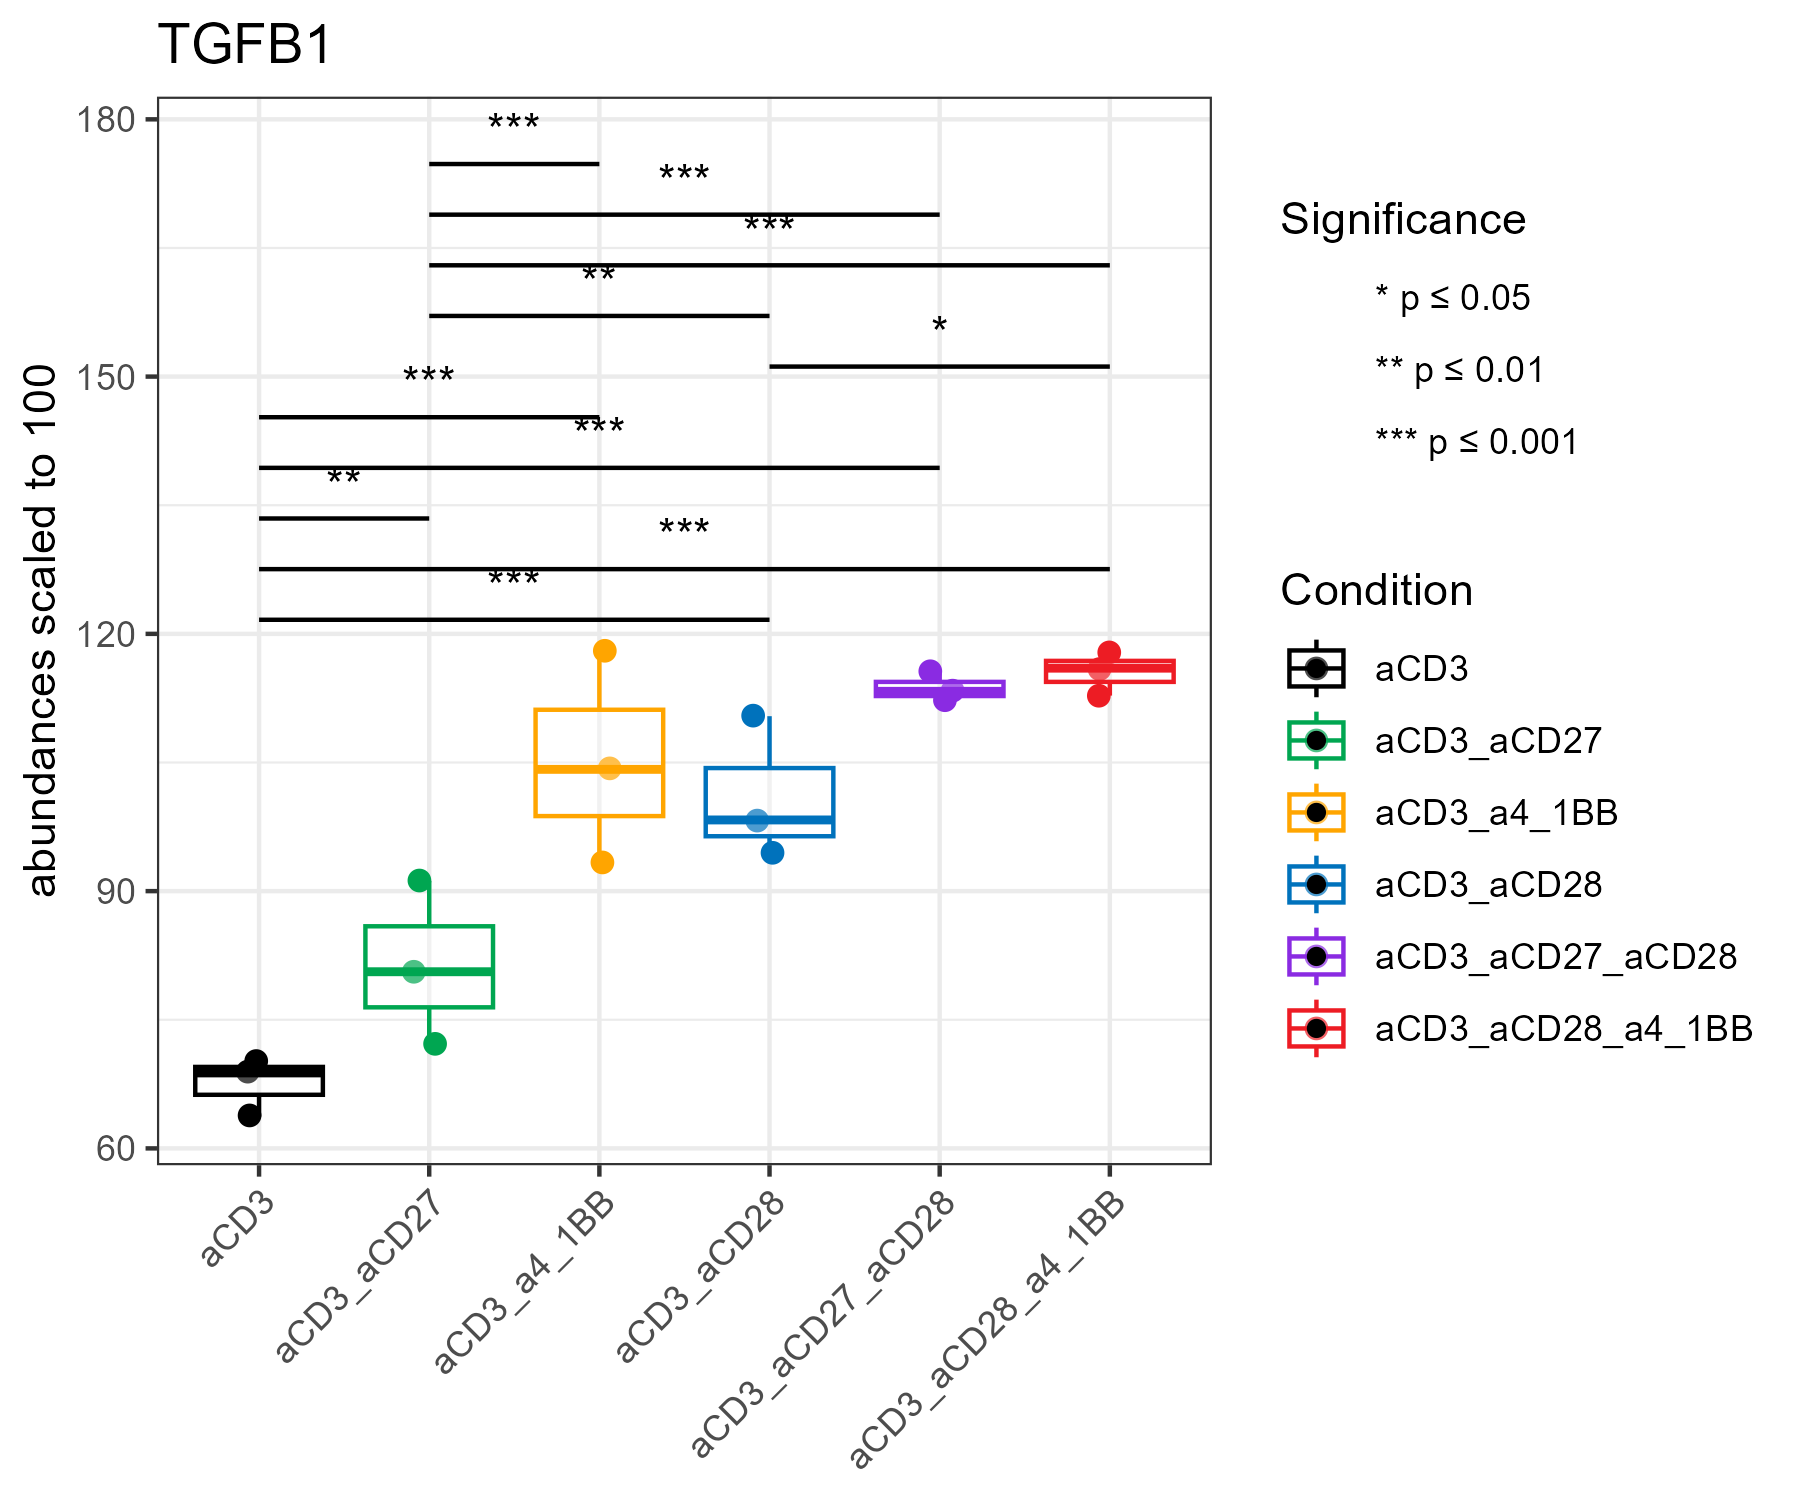 TGFB1
abundances scaled to 100
180
150
120
90
60
***
***
***
**
*
***
***
**
***
***
aCD3
aCD3_aCD27
aCD3_a4_1BB
aCD3_aCD28
aCD3_aCD27_aCD28
aCD3_aCD28_a4_1BB
Significance
* p ≤ 0.05
** p ≤ 0.01
*** p ≤ 0.001
Condition
aCD3
aCD3_aCD27
aCD3_a4_1BB
aCD3_aCD28
aCD3_aCD27_aCD28
aCD3_aCD28_a4_1BB